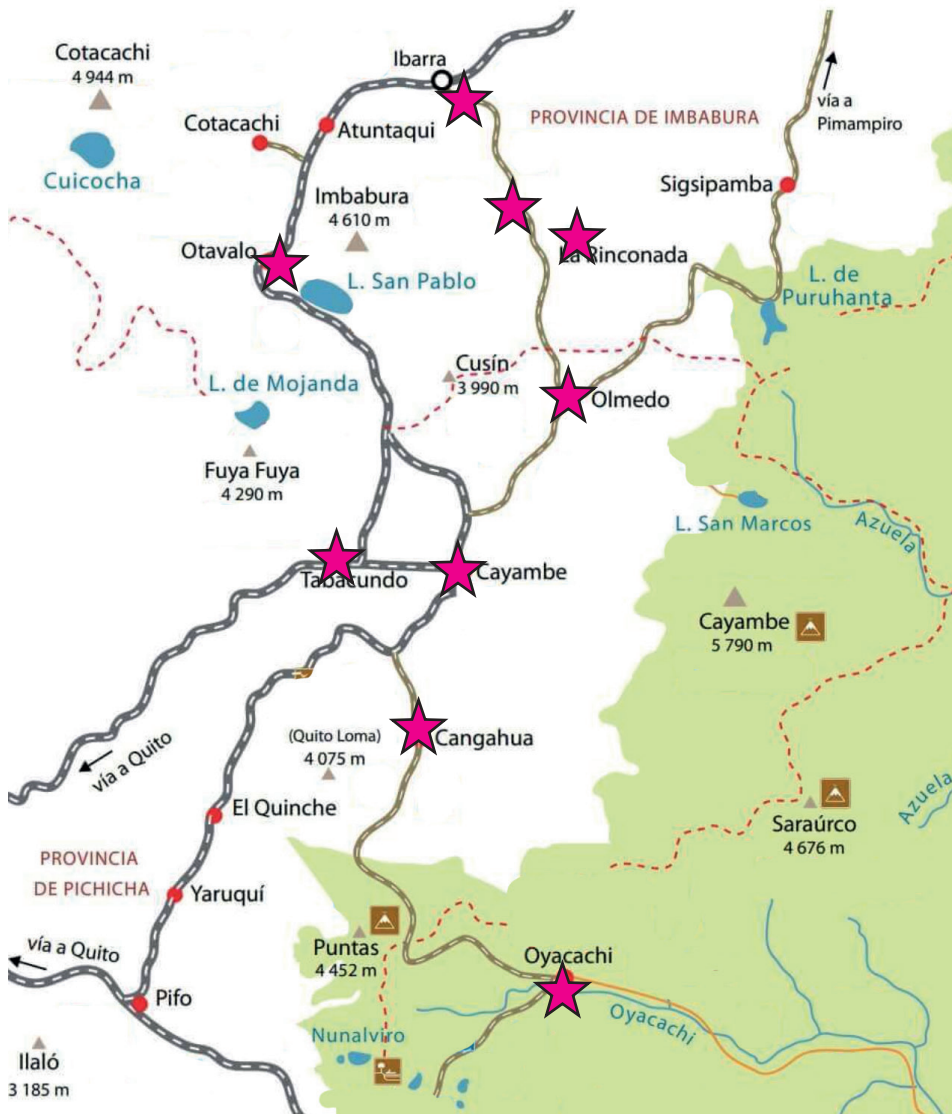 Cotacachi
4 944 m
Ibarra
vía a
Pimampiro
PROVINCIA DE IMBABURA
Cotacachi
Atuntaqui
Cuicocha
Imbabura
4 610 m
Sigsipamba
Otavalo
La Rinconada
L. San Pablo
L. de
Puruhanta
Cusín
3 990 m
L. de Mojanda
Olmedo
Fuya Fuya
4 290 m
L. San Marcos
Azuela
Tabacundo
Cayambe
Cayambe
5 790 m
vía a Quito
(Quito Loma)
4 075 m
Cangahua
El Quinche
Azuela
Saraúrco
4 676 m
PROVINCIA
DE PICHICHA
Yaruquí
vía a Quito
Puntas
4 452 m
Oyacachi
Pifo
Oyacachi
Nunalviro
Ilaló
3 185 m